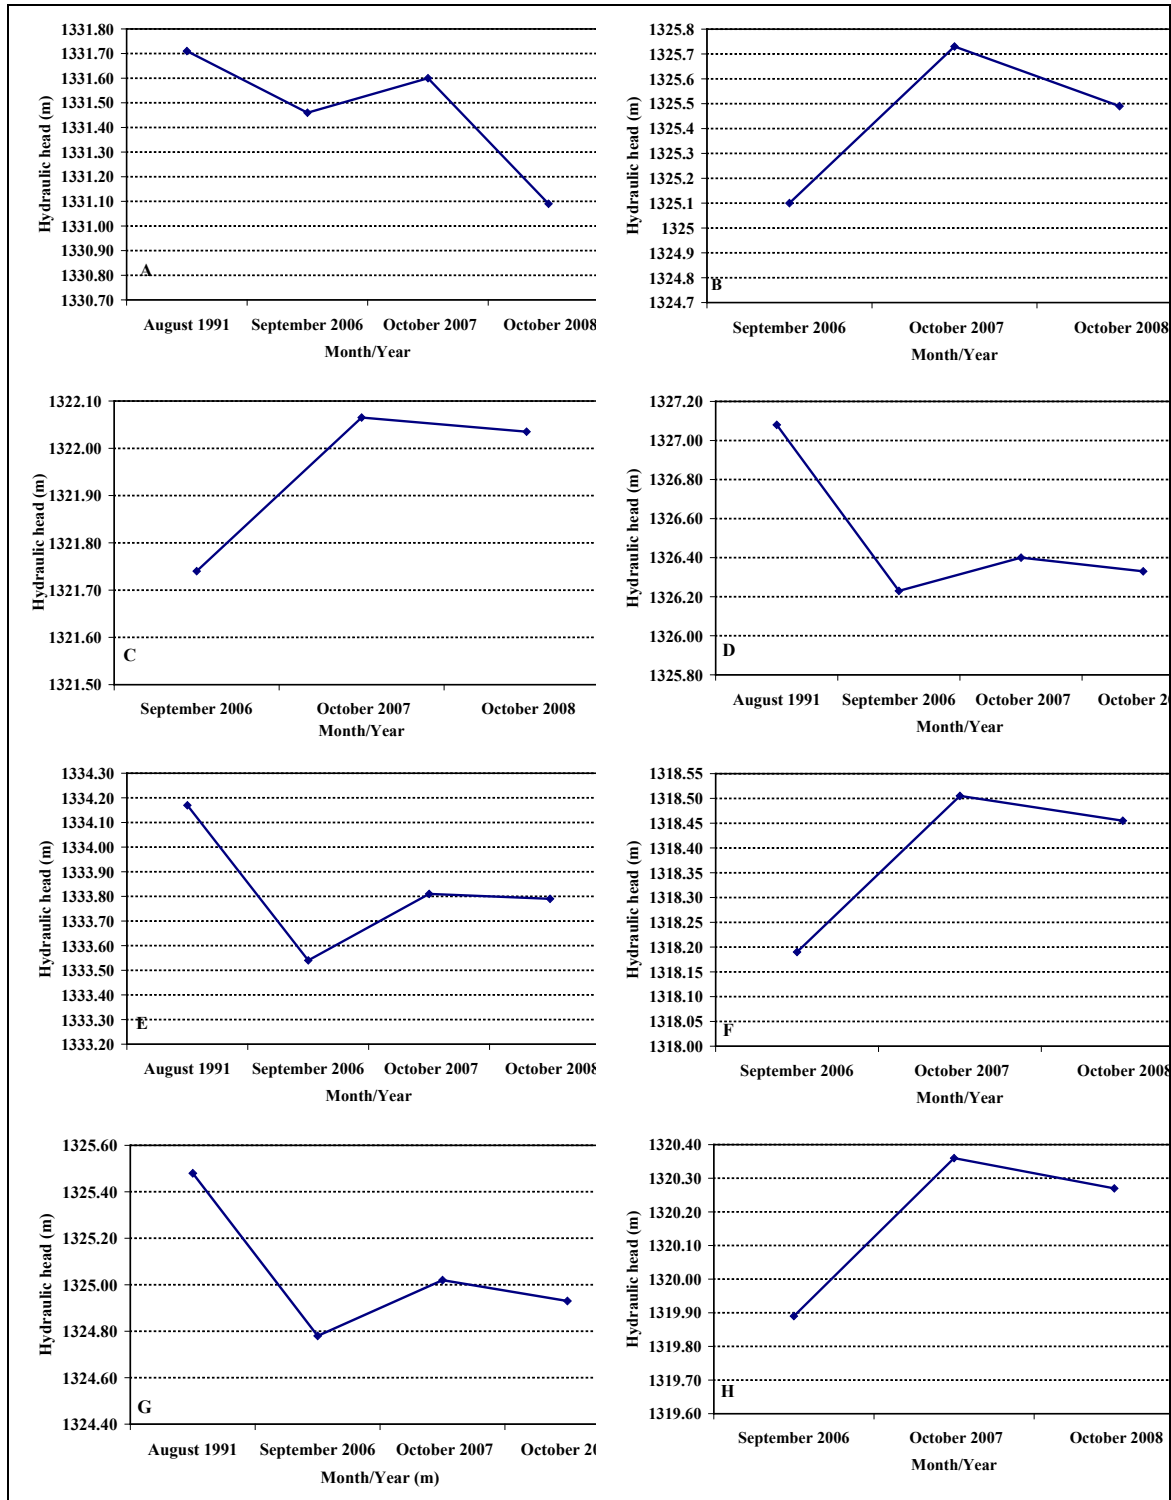 Hydraulic head (m)
1331.80
1331.70
1331.60
1331.50
1331.40
1331.30
1331.20
1331.10
1331.00
1330.90
1330.80
1330.70
A
August 1991 September 2006 October 2007 October 2008
Month/Year
Hydraulic head (m)
1325.8
1325.7
1325.6
1325.5
1325.4
1325.3
1325.2
1325.1
1325
1324.9
1324.8
1324.7
B
September 2006 October 2007 October 2008
Month/Year
Hydraulic head (m)
1322.10
1322.00
1321.90
1321.80
1321.70
1321.60
1321.50
C
September 2006 October 2007 October 2008
Month/Year
Hydraulic head (m)
1327.20
1327.00
1326.80
1326.60
1326.40
1326.20
1326.00
1325.80
D
August 1991 September 2006 October 2007 October 2
Month/Year
Hydraulic head (m)
1334.30
1334.20
1334.10
1334.00
1333.90
1333.80
1333.70
1333.60
1333.50
1333.40
1333.30
1333.20
E
August 1991 September 2006 October 2007 October 2008
Month/Year
Hydraulic head (m)
1318.55
1318.50
1318.45
1318.40
1318.35
1318.30
1318.25
1318.20
1318.15
1318.10
1318.05
1318.00
F
September 2006 October 2007 October 2008
Month/Year
Hydraulic head (m)
1325.60
1325.40
1325.20
1325.00
1324.80
1324.60
1324.40
G
August 1991 September 2006 October 2007 October 20
Month/Year (m)
Hydraulic head (m)
1320.40
1320.30
1320.20
1320.10
1320.00
1319.90
1319.80
1319.70
1319.60
H
September 2006 October 2007 October 2008
Month/Year